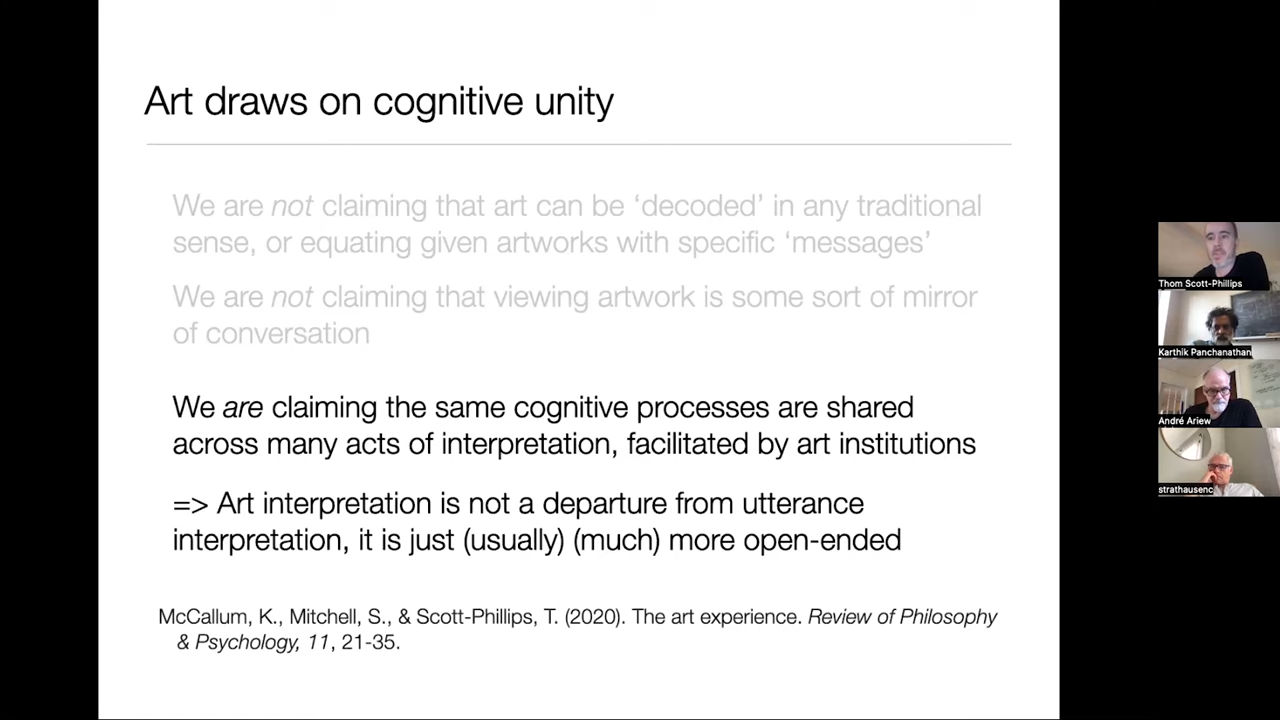 Art draws on cognitive unity
We are not claiming that art can be ‘decoded’ in any traditional
sense, or equating given artworks with specific ‘messages’
We are not claiming that viewing artwork is some sort of mirror
of conversation
We are claiming the same cognitive processes are shared
across many acts of interpretation, facilitated by art institutions
=> Art interpretation is not a departure from utterance
interpretation, it is just (usually) (much) more open-ended
McCallum, K., Mitchell, S., & Scott-Phillips, T. (2020). The art experience. Review of Philosophy
& Psychology, 11, 21-35.
Thom Scott-Phillips
Karthik Panchanathan
André Ariew
strathausenc